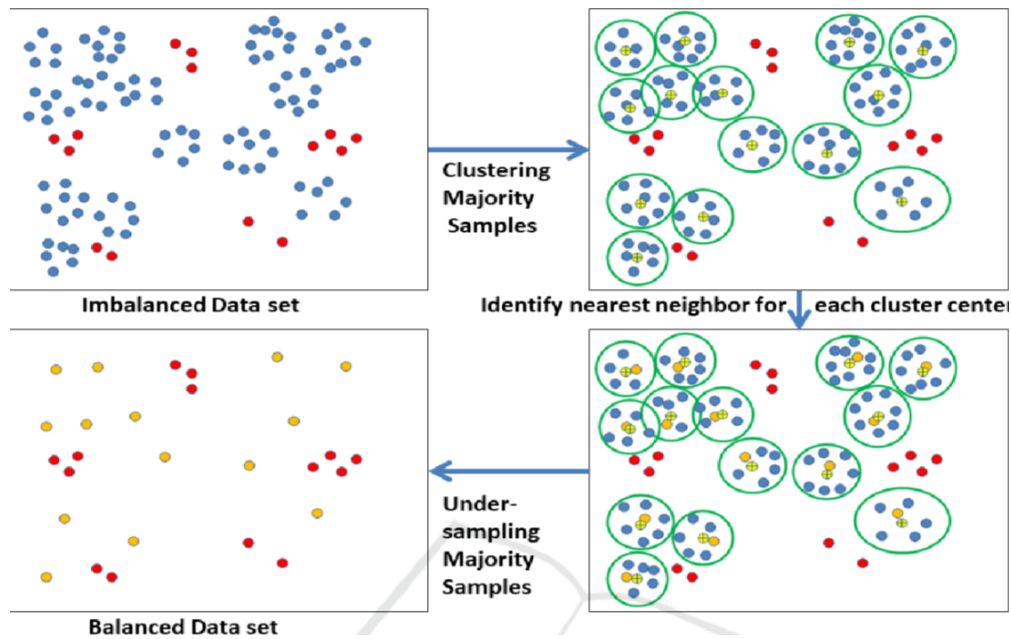 Clustering
Majority
Samples
Imbalanced Data set
Identify nearest neighbor for each cluster center
Under-
sampling
Majority
Samples
Balanced Data set